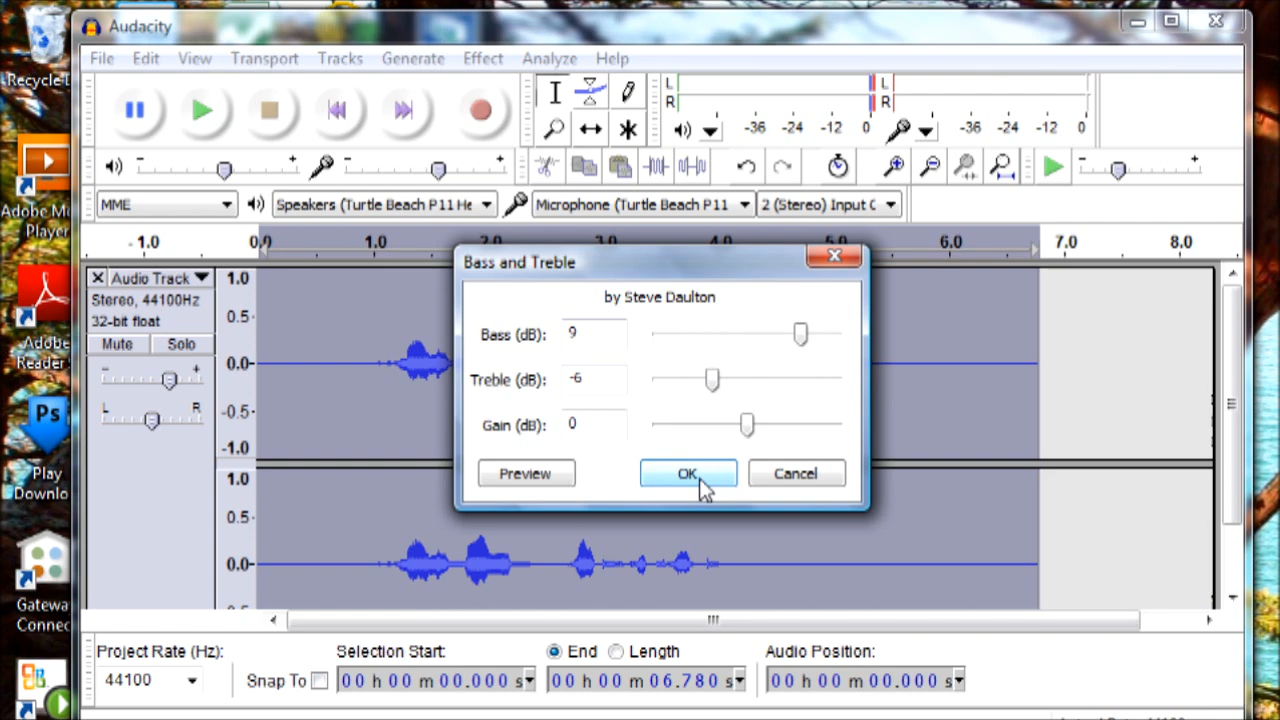 Audacity
File Edit View Transport Tracks Generate Effect Analyze Help
Recycle
L
R
-36 -24 -12 0
L
R
-36 -24 -12 0
- +
- +
- +
MME
Speakers (Turtle Beach P11 He
Microphone (Turtle Beach P11
2 (Stereo) Input C
- 1.0 0.0 1.0 2.0 3.0 4.0 5.0 6.0 7.0 8.0
Adobe
Player
Adobe
Reader
Ps
Play
Downlo
Gatewa
Connec
Audio Track
Stereo, 44100Hz
32-bit float
Mute Solo
- +
L R
1.0
0.5-
0.0-
-0.5-
-1.0
1.0
0.5-
0.0-
Bass and Treble
by Steve Daulton
Bass (dB): 9
Treble (dB): -6
Gain (dB): 0
Preview OK Cancel
Project Rate (Hz):
44100
Snap To
Selection Start:
00 h 00 m 00.000 s
End Length
00 h 00 m 06.780 s
Audio Position:
00 h 00 m 00.000 s